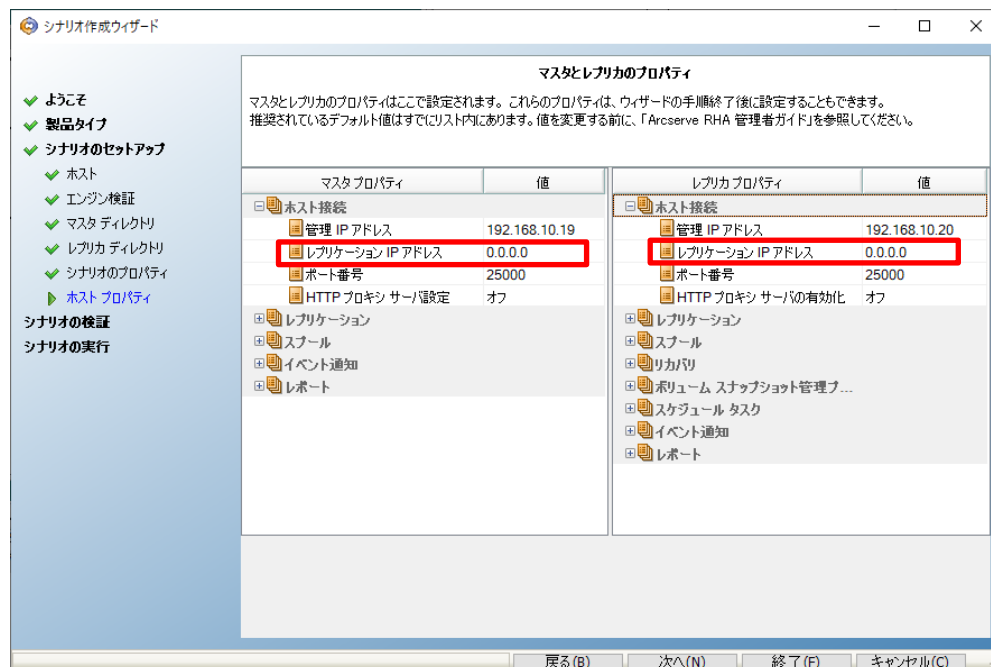 シナリオ作成ウィザード
ようこそ
製品タイプ
シナリオのセットアップ
ホスト
エンジン検証
マスタ ディレクトリ
レプリカ ディレクトリ
シナリオのプロパティ
ホスト プロパティ
シナリオの検証
シナリオの実行
マスタとレプリカのプロパティ
マスタとレプリカのプロパティはここで設定されます。これらのプロパティは、ウィザードの手順終了後に設定することもできます。
推奨されているデフォルト値はすでにリスト内にあります。値を変更する前に、「Arcserve RHA 管理者ガイド」を参照してください。
マスタ プロパティ 値
ホスト接続
管理 IP アドレス 192.168.10.19
レプリケーション IP アドレス 0.0.0.0
ポート番号 25000
HTTP プロキシ サーバ設定 オフ
レプリケーション
スプール
イベント通知
レポート
レプリカ プロパティ 値
ホスト接続
管理 IP アドレス 192.168.10.20
レプリケーション IP アドレス 0.0.0.0
ポート番号 25000
HTTP プロキシ サーバの有効化 オフ
レプリケーション
スプール
リカバリ
ボリューム スナップショット管理プ...
スケジュール タスク
イベント通知
レポート
戻る(B) 次へ(N) 終了(F) キャンセル(C)